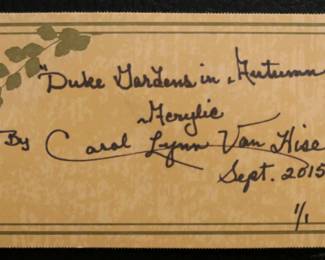 "Duke Gardens in Autumn
Acrylic
By Carol Lynn Van Hise
Sept. 2015
1/1